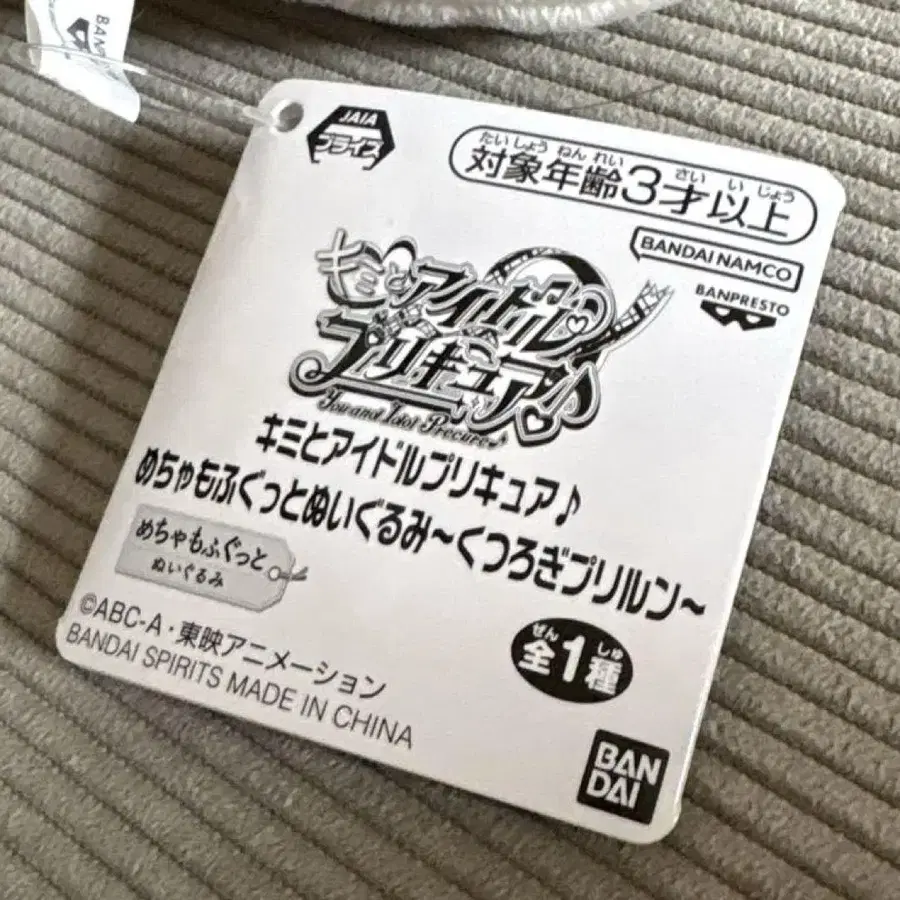 JAIA
プライズ
たいしょう ねん れい さい い じょう
対象年齢3才以上
BANDAI NAMCO
BANPRESTO
キミとアイドル
プリキュア♪
You and Idol Precure♪
キミとアイドルプリキュア♪
めちゃもふぐっとぬいぐるみ～くつろぎプリルン～
めちゃもふぐっと
ぬいぐるみ
ぜん しゅ
全1種
©ABC-A・東映アニメーション
BANDAI SPIRITS MADE IN CHINA
BAN
DAI